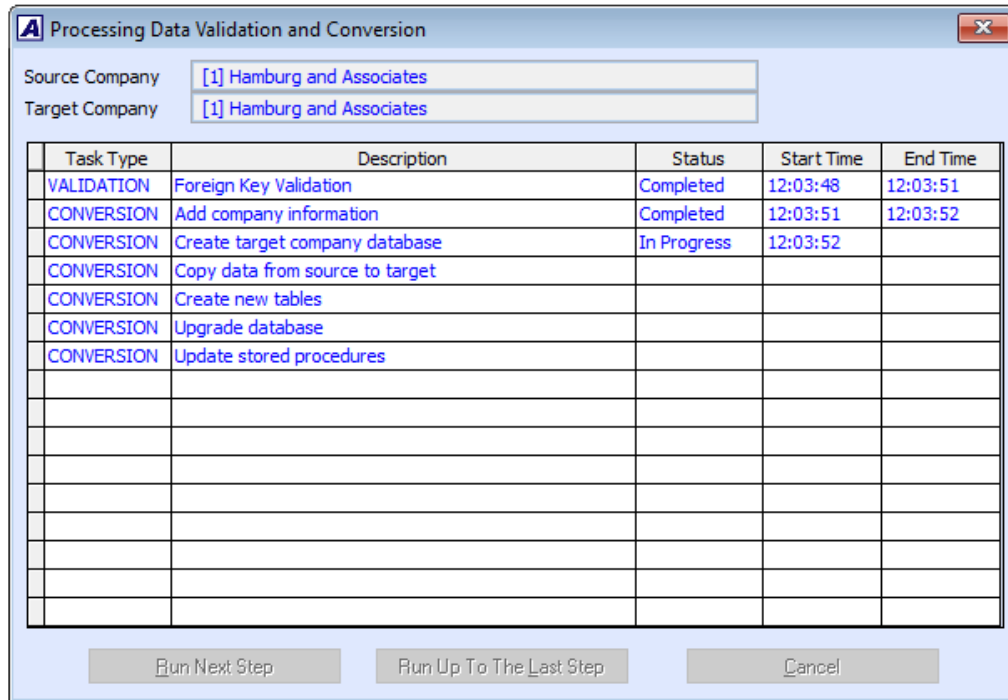 Processing Data Validation and Conversion
Source Company [1] Hamburg and Associates
Target Company [1] Hamburg and Associates
Task Type Description Status Start Time End Time
VALIDATION Foreign Key Validation Completed 12:03:48 12:03:51
CONVERSION Add company information Completed 12:03:51 12:03:52
CONVERSION Create target company database In Progress 12:03:52
CONVERSION Copy data from source to target
CONVERSION Create new tables
CONVERSION Upgrade database
CONVERSION Update stored procedures
Run Next Step Run Up To The Last Step Cancel